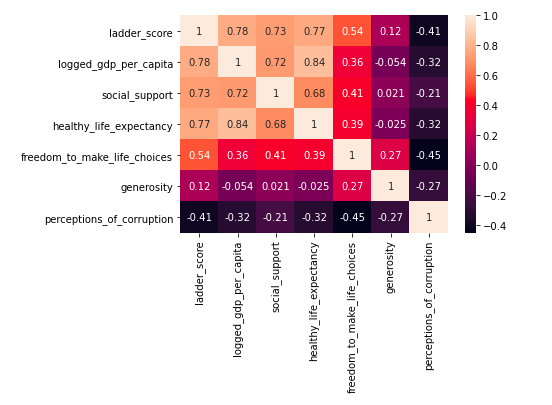 ladder_score 1 0.78 0.73 0.77 0.54 0.12 -0.41
logged_gdp_per_capita 0.78 1 0.72 0.84 0.36 -0.054 -0.32
social_support 0.73 0.72 1 0.68 0.41 0.021 -0.21
healthy_life_expectancy 0.77 0.84 0.68 1 0.39 -0.025 -0.32
freedom_to_make_life_choices 0.54 0.36 0.41 0.39 1 0.27 -0.45
generosity 0.12 -0.054 0.021 -0.025 0.27 1 -0.27
perceptions_of_corruption -0.41 -0.32 -0.21 -0.32 -0.45 -0.27 1
ladder_score
logged_gdp_per_capita
social_support
healthy_life_expectancy
freedom_to_make_life_choices
generosity
perceptions_of_corruption
1.0
0.8
0.6
0.4
0.2
0.0
−0.2
−0.4